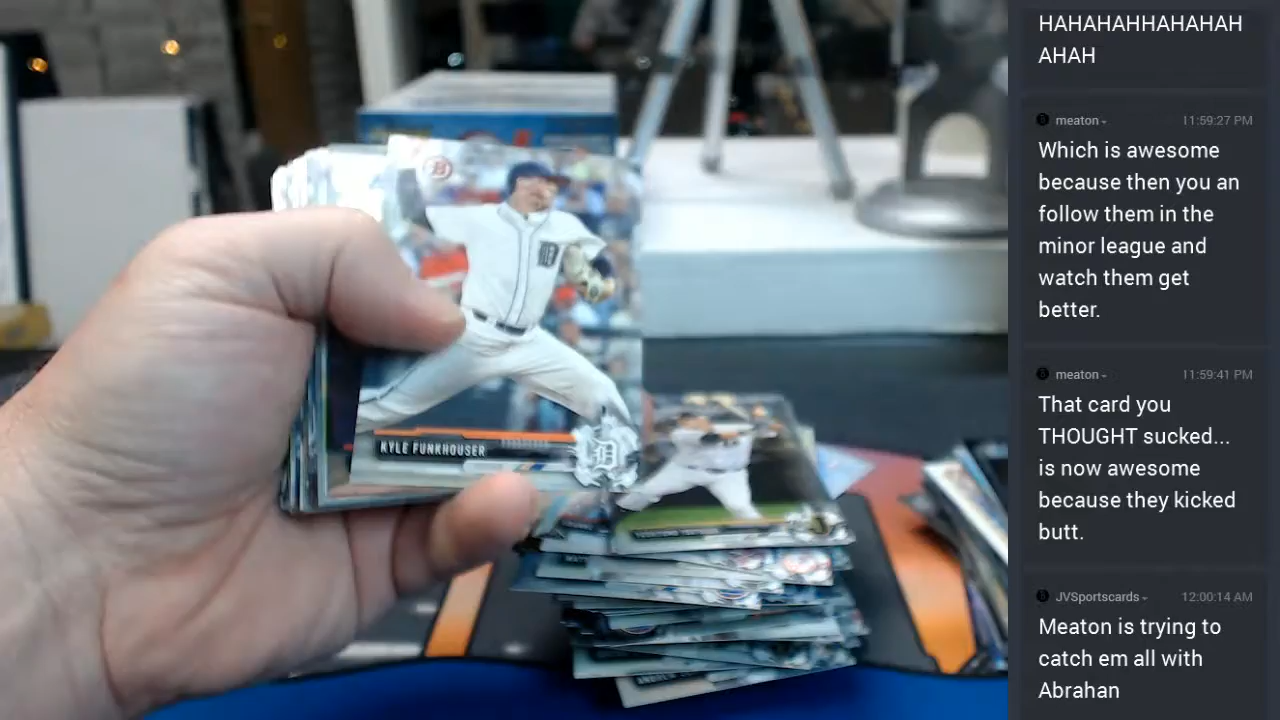 KYLE FUNKHOUSER
HAHAHAHHAHAHAH
AHAH
meaton
11:59:27 PM
Which is awesome
because then you an
follow them in the
minor league and
watch them get
better.
meaton
11:59:41 PM
That card you
THOUGHT sucked...
is now awesome
because they kicked
butt.
JVSportscards
12:00:14 AM
Meaton is trying to
catch em all with
Abrahan